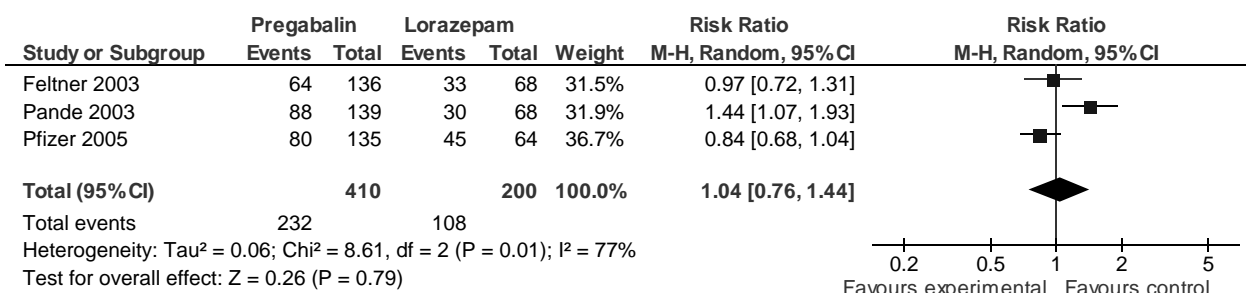 Pregabalin Lorazepam Risk Ratio Risk Ratio
Study or Subgroup Events Total Events Total Weight M-H, Random, 95% CI M-H, Random, 95% CI
Feltner 2003 64 136 33 68 31.5% 0.97 [0.72, 1.31]
Pande 2003 88 139 30 68 31.9% 1.44 [1.07, 1.93]
Pfizer 2005 80 135 45 64 36.7% 0.84 [0.68, 1.04]
Total (95% CI) 410 200 100.0% 1.04 [0.76, 1.44]
Total events 232 108
Heterogeneity: Tau² = 0.06; Chi² = 8.61, df = 2 (P = 0.01); I² = 77%
Test for overall effect: Z = 0.26 (P = 0.79)
0.2 0.5 1 2 5
Favours experimental Favours control